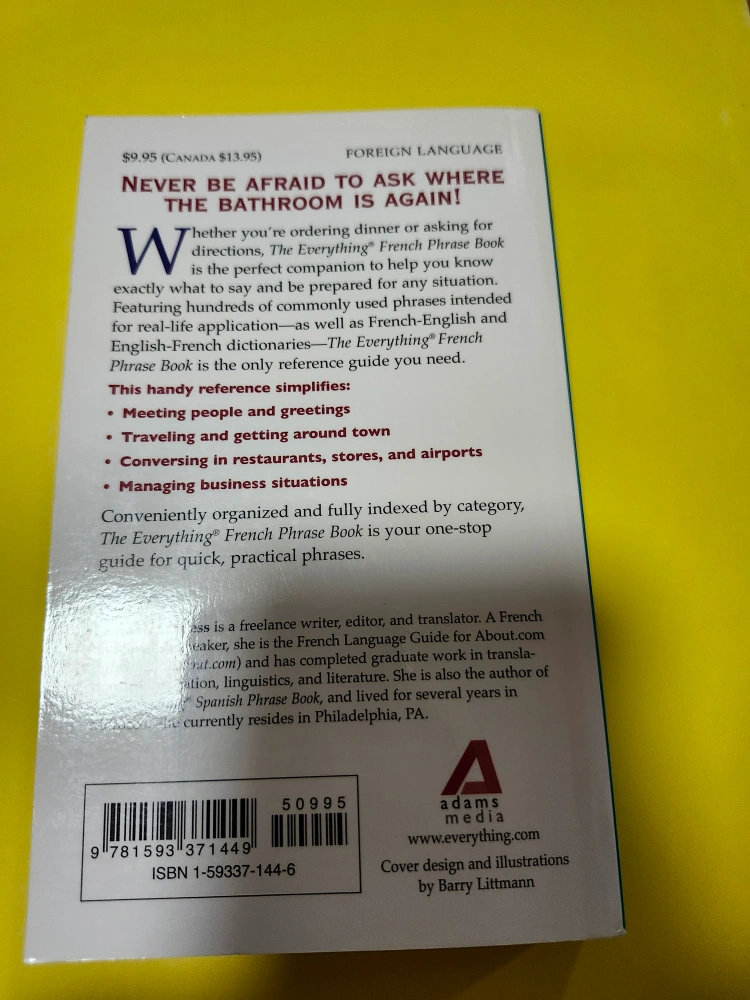 $9.95 (CANADA $13.95)
FOREIGN LANGUAGE
NEVER BE AFRAID TO ASK WHERE
THE BATHROOM IS AGAIN!
Whether you're ordering dinner or asking for
directions, The Everything® French Phrase Book
is the perfect companion to help you know
exactly what to say and be prepared for any situation.
Featuring hundreds of commonly used phrases intended
for real-life application—as well as French-English and
English-French dictionaries—The Everything® French
Phrase Book is the only reference guide you need.
This handy reference simplifies:
• Meeting people and greetings
• Traveling and getting around town
• Conversing in restaurants, stores, and airports
• Managing business situations
Conveniently organized and fully indexed by category,
The Everything® French Phrase Book is your one-stop
guide for quick, practical phrases.
is a freelance writer, editor, and translator. A French
she is the French Language Guide for About.com
and has completed graduate work in transla-
tion, linguistics, and literature. She is also the author of
® Spanish Phrase Book, and lived for several years in
currently resides in Philadelphia, PA.
50995
9 781593 371449
ISBN 1-59337-144-6
adams
media
www.everything.com
Cover design and illustrations
by Barry Littmann